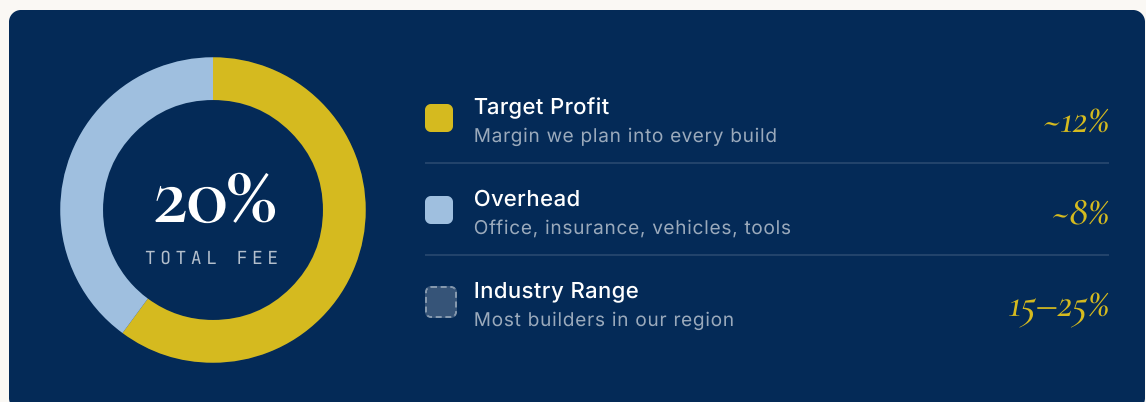 20%
TOTAL FEE
Target Profit
Margin we plan into every build
~12%
Overhead
Office, insurance, vehicles, tools
~8%
Industry Range
Most builders in our region
15–25%